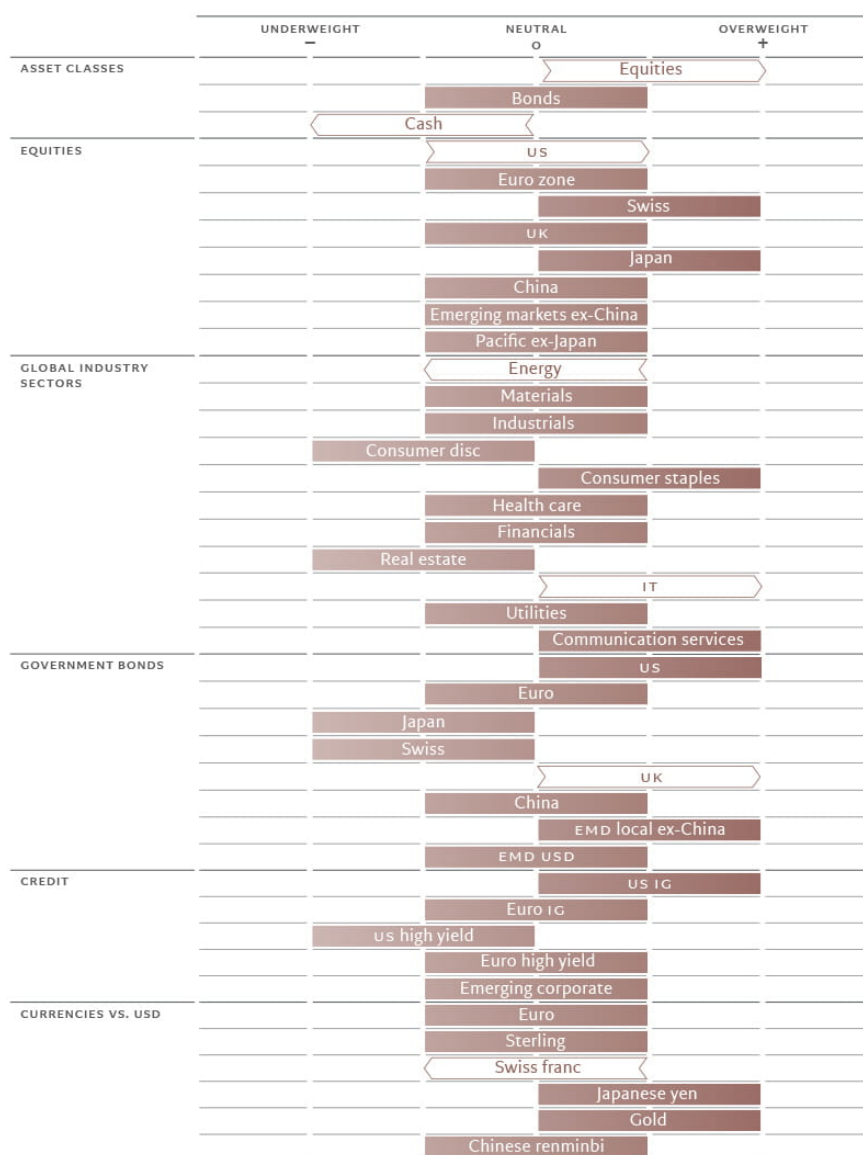 UNDERWEIGHT NEUTRAL OVERWEIGHT
– O +
ASSET CLASSES Equities
Bonds
Cash
EQUITIES US
Euro zone
Swiss
UK
Japan
China
Emerging markets ex-China
Pacific ex-Japan
GLOBAL INDUSTRY Energy
SECTORS
Materials
Industrials
Consumer disc
Consumer staples
Health care
Financials
Real estate
IT
Utilities
Communication services
GOVERNMENT BONDS US
Euro
Japan
Swiss
UK
China
EMD local ex-China
EMD USD
CREDIT US IG
Euro IG
US high yield
Euro high yield
Emerging corporate
CURRENCIES VS. USD Euro
Sterling
Swiss franc
Japanese yen
Gold
Chinese renminbi